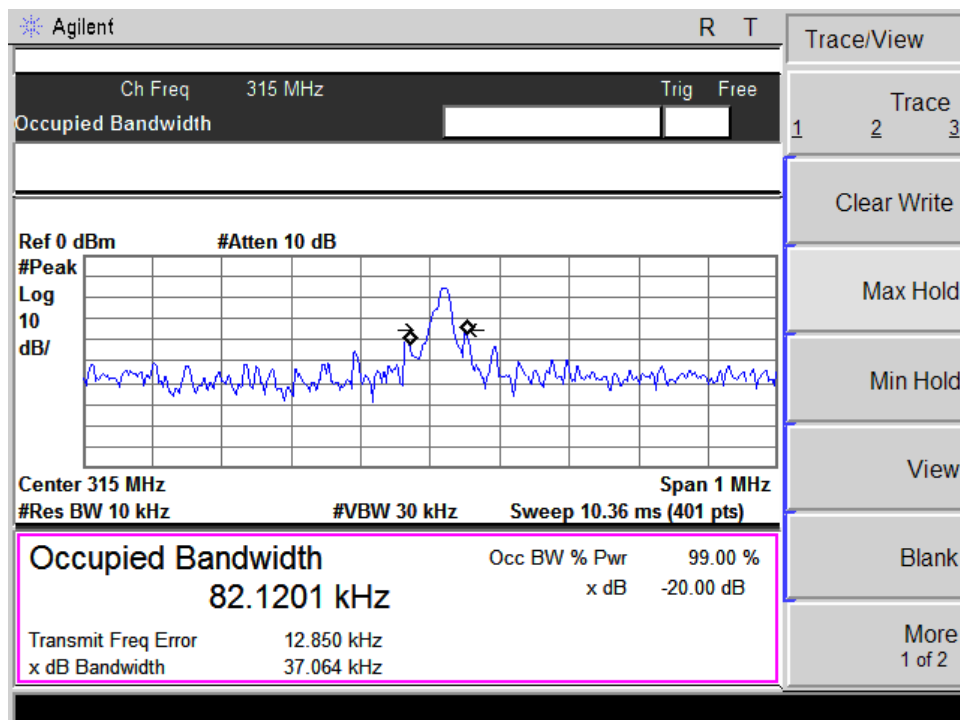 Agilent R T
Trace/View
Ch Freq 315 MHz Trig Free
Occupied Bandwidth
Trace
1 2 3
Clear Write
Ref 0 dBm #Atten 10 dB
#Peak
Log
10
dB/
Max Hold
Min Hold
Center 315 MHz Span 1 MHz
#Res BW 10 kHz #VBW 30 kHz Sweep 10.36 ms (401 pts)
View
Occupied Bandwidth Occ BW % Pwr 99.00 %
82.1201 kHz x dB -20.00 dB
Blank
Transmit Freq Error 12.850 kHz
x dB Bandwidth 37.064 kHz
More
1 of 2